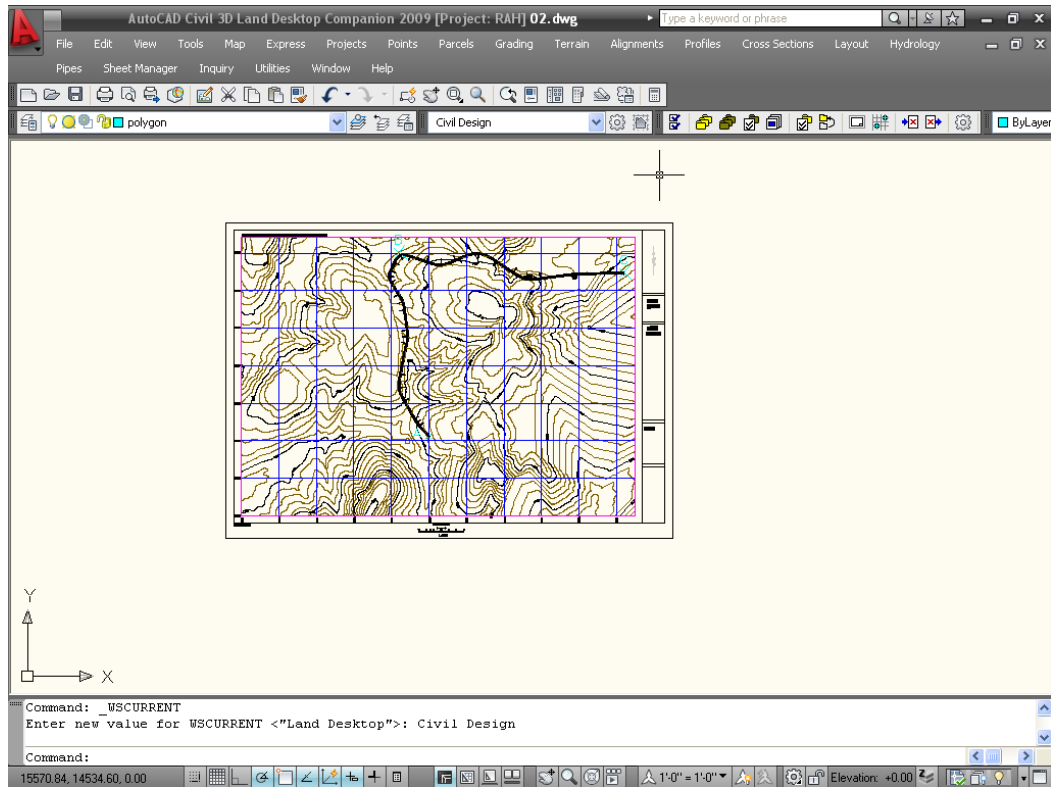 AutoCAD Civil 3D Land Desktop Companion 2009 [Project: RAH] 02.dwg
Type a keyword or phrase
File Edit View Tools Map Express Projects Points Parcels Grading Terrain Alignments Profiles Cross Sections Layout Hydrology
Pipes Sheet Manager Inquiry Utilities Window Help
polygon Civil Design ByLayer
Y
X
Command: _WSCURRENT
Enter new value for WSCURRENT <"Land Desktop">: Civil Design
Command:
15570.84, 14534.60, 0.00 1'-0" = 1'-0" Elevation: +0.00